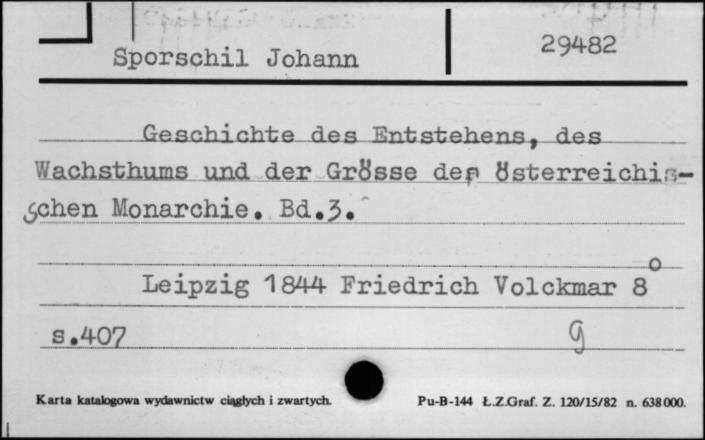 Sporschil Johann
29482
Geschichte des Entstehens, des
Wachsthums und der Grösse der österreichis-
schen Monarchie. Bd.3.
Leipzig 1844 Friedrich Volckmar 8°
s.407
g
Karta katalogowa wydawnictw ciągłych i zwartych.
Pu-B-144 Ł.Z.Graf. Z. 120/15/82 n. 638000.